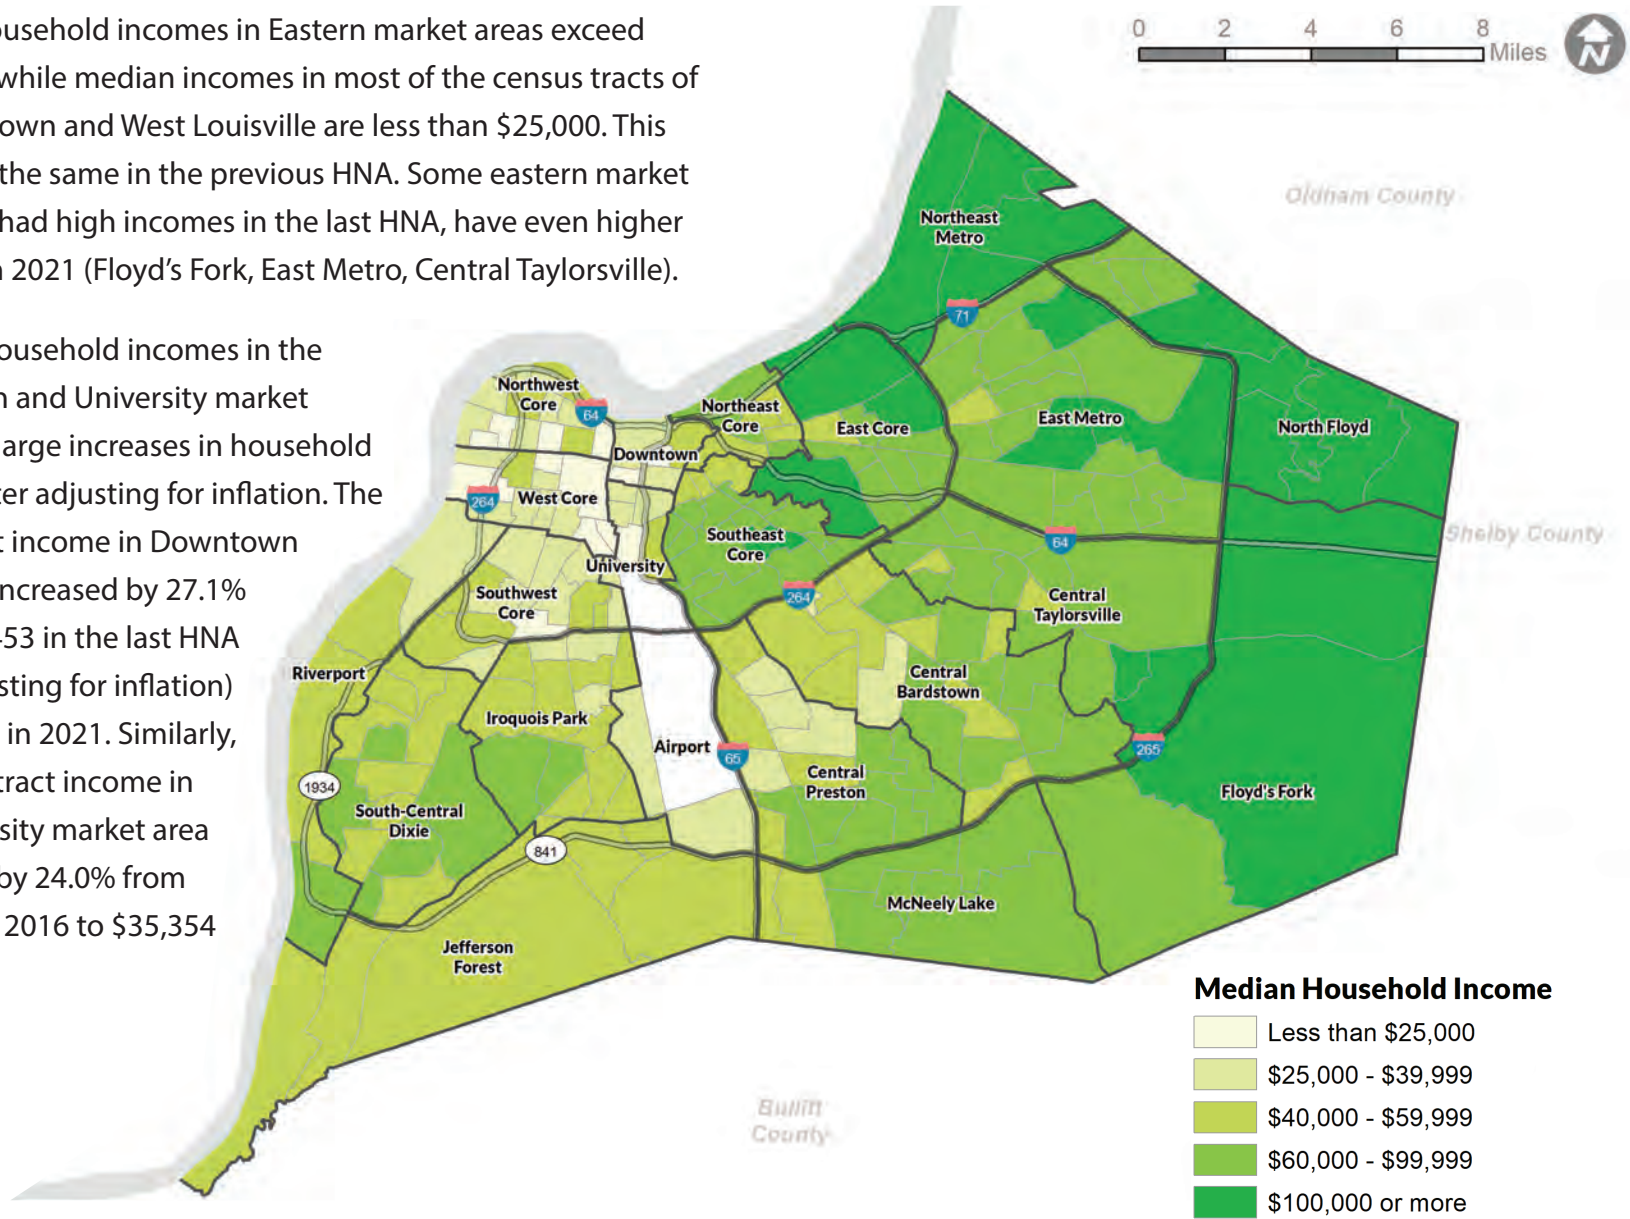 ousehold incomes in Eastern market areas exceed
while median incomes in most of the census tracts of
own and West Louisville are less than $25,000. This
the same in the previous HNA. Some eastern market
had high incomes in the last HNA, have even higher
2021 (Floyd's Fork, East Metro, Central Taylorsville).
ousehold incomes in the
and University market
arge increases in household
ter adjusting for inflation. The
t income in Downtown
ncreased by 27.1%
53 in the last HNA
sting for inflation)
in 2021. Similarly,
tract income in
sity market area
by 24.0% from
2016 to $35,354
0 2 4 6 8
Miles
N
Oldham County
Northeast
Metro
71
Northwest
Core
64
Northeast
Core
East Core
East Metro
North Floyd
Downtown
264
West Core
Southeast
Core
64
Shelby County
University
Southwest
Core
264
Central
Taylorsville
Riverport
Central
Bardstown
Iroquois Park
Airport
65
265
1934
Central
Preston
Floyd's Fork
South-Central
Dixie
841
McNeely Lake
Jefferson
Forest
Bullitt
County
Median Household Income
Less than $25,000
$25,000 - $39,999
$40,000 - $59,999
$60,000 - $99,999
$100,000 or more